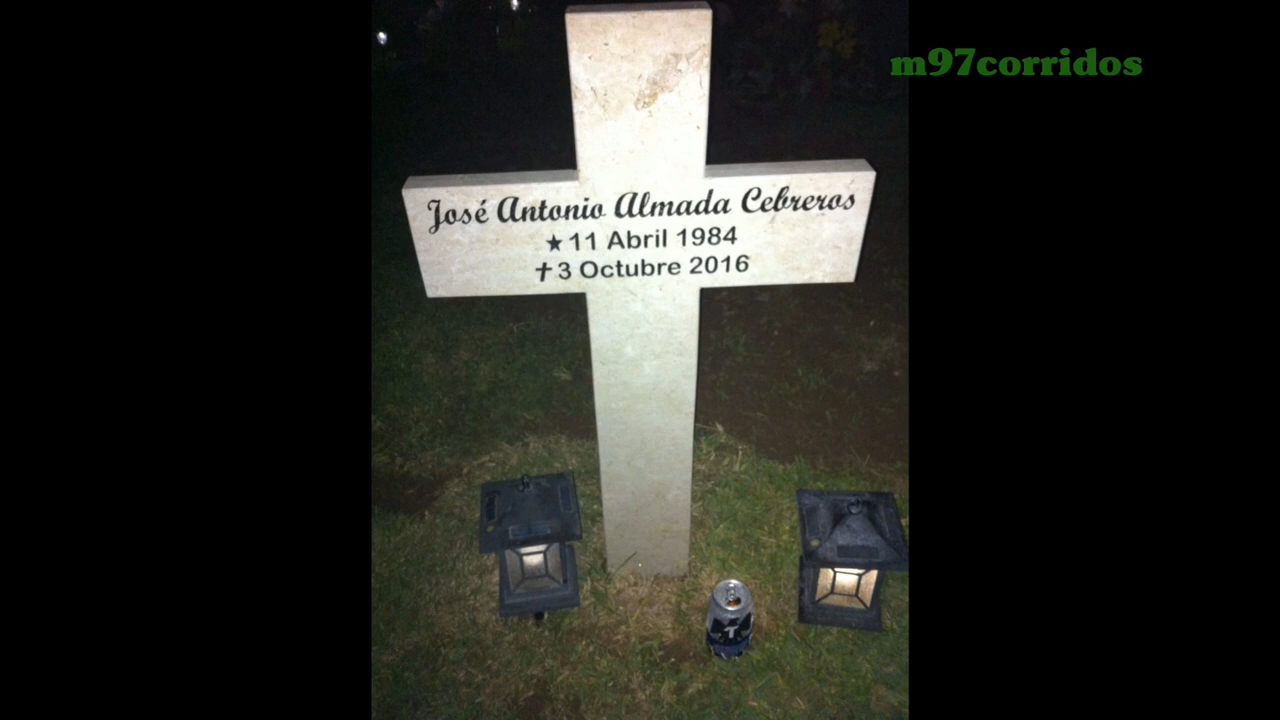 m97corridos
José Antonio Almada Cebreros
★ 11 Abril 1984
✝ 3 Octubre 2016
T